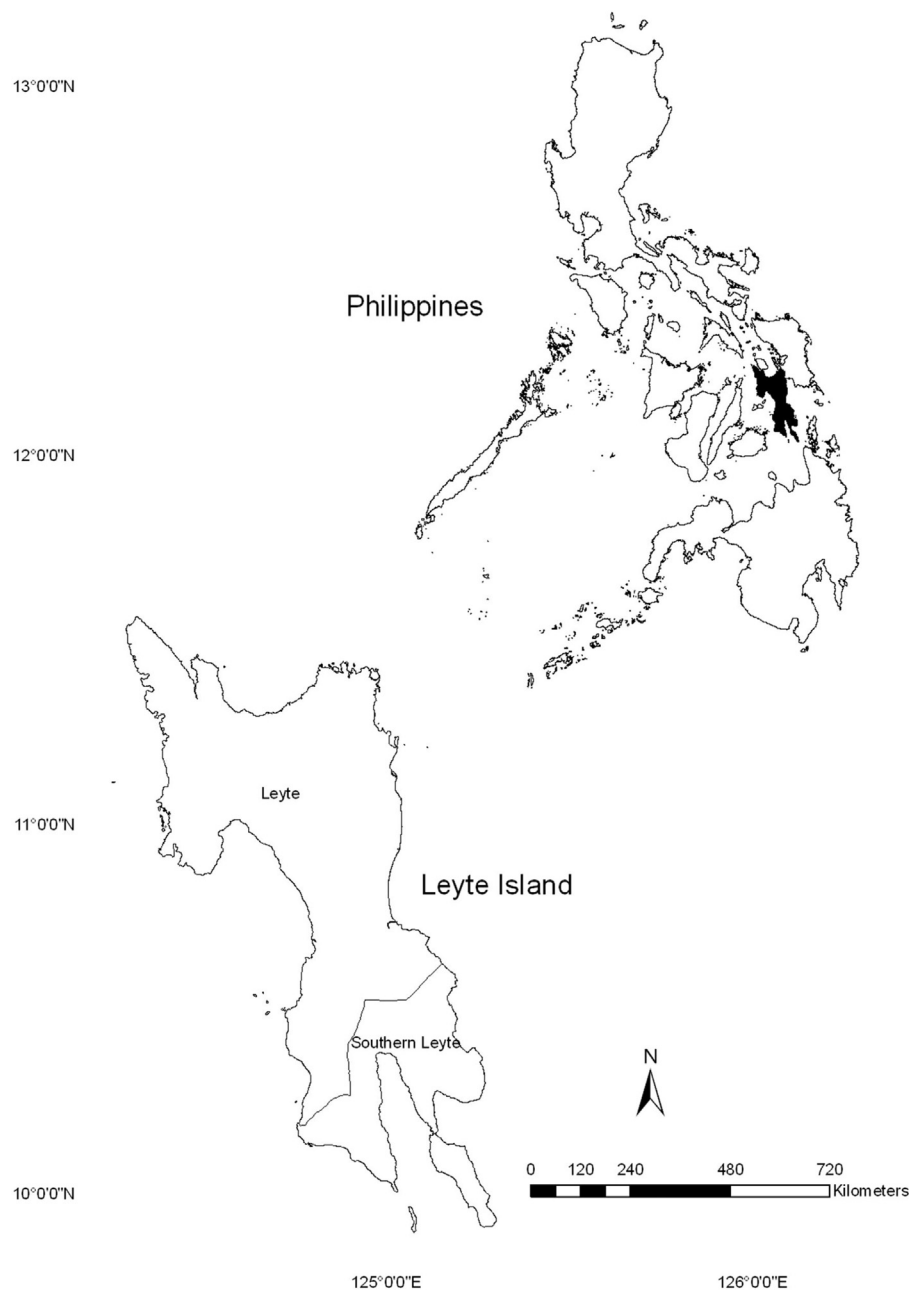 13°0'0"N
Philippines
12°0'0"N
Leyte
11°0'0"N
Leyte Island
Southern Leyte
N
0 120 240 480 720
Kilometers
10°0'0"N
125°0'0"E 126°0'0"E